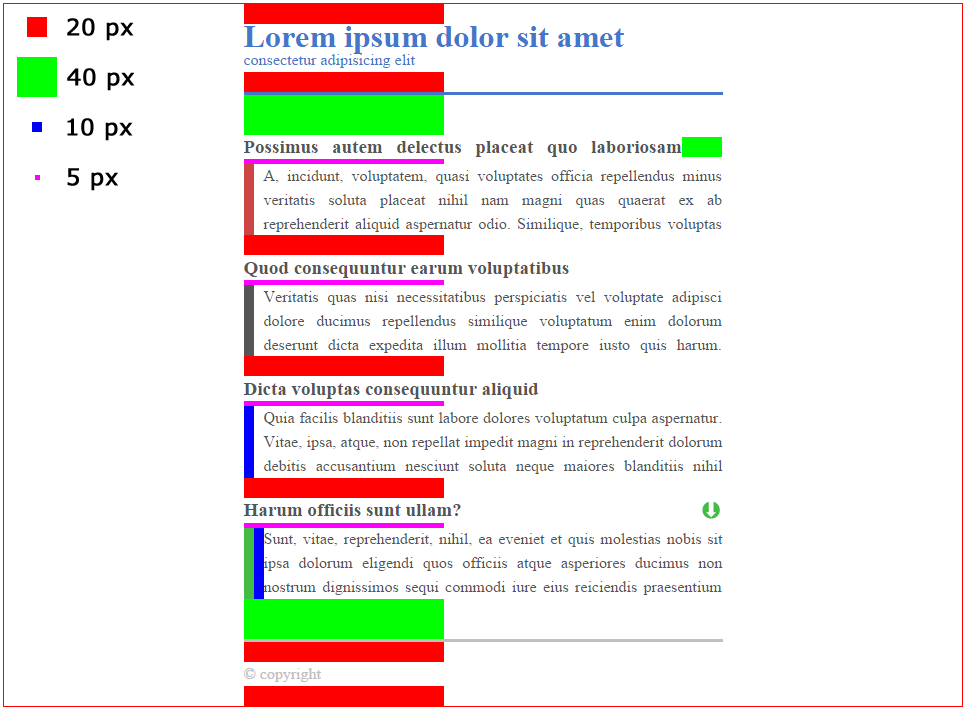 20 px
40 px
10 px
5 px
Lorem ipsum dolor sit amet
consectetur adipisicing elit
Possimus autem delectus placeat quo laboriosam
A, incidunt, voluptatem, quasi voluptates officia repellendus minus
veritatis soluta placeat nihil nam magni quas quaerat ex ab
reprehenderit aliquid aspernatur odio. Similique, temporibus voluptas
Quod consequuntur earum voluptatibus
Veritatis quas nisi necessitatibus perspiciatis vel voluptate adipisci
dolore ducimus repellendus similique voluptatum enim dolorum
deserunt dicta expedita illum mollitia tempore iusto quis harum.
Dicta voluptas consequuntur aliquid
Quia facilis blanditiis sunt labore dolores voluptatum culpa aspernatur.
Vitae, ipsa, atque, non repellat impedit magni in reprehenderit dolorum
debitis accusantium nesciunt soluta neque maiores blanditiis nihil
Harum officiis sunt ullam?
Sunt, vitae, reprehenderit, nihil, ea eveniet et quis molestias nobis sit
ipsa dolorum eligendi quos officiis atque asperiores ducimus non
nostrum dignissimos sequi commodi iure eius reiciendis praesentium
© copyright